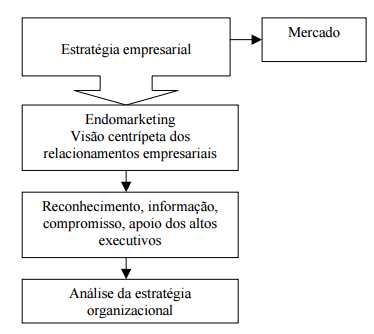 Estratégia empresarial
Mercado
Endomarketing
Visão centrípeta dos
relacionamentos empresariais
Reconhecimento, informação,
compromisso, apoio dos altos
executivos
Análise da estratégia
organizacional